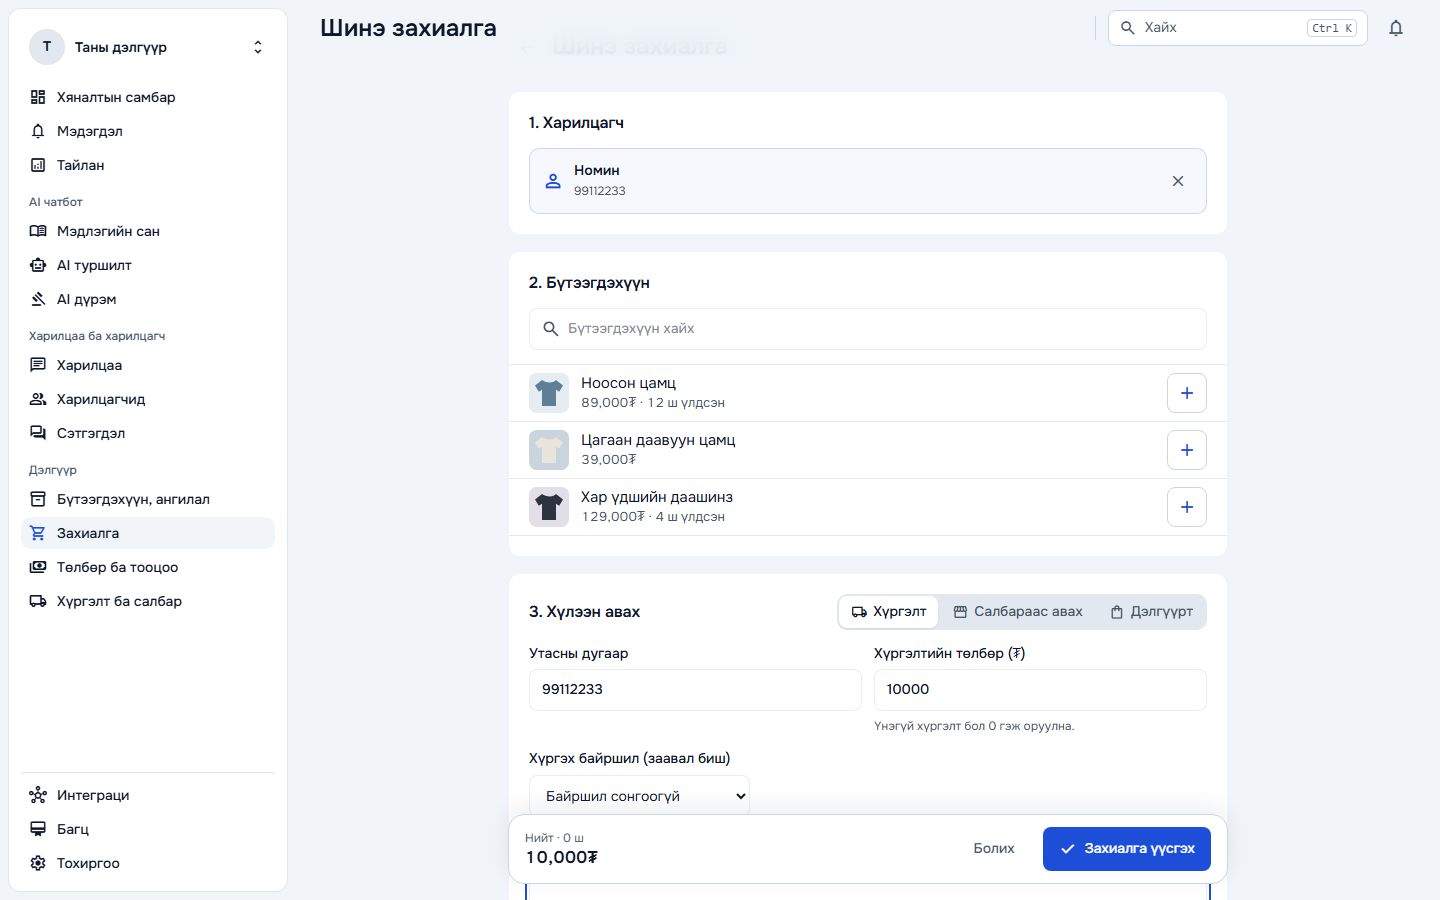 T
Таны дэлгүүр
Хяналтын самбар
Мэдэгдэл
Тайлан
AI чатбот
Мэдлэгийн сан
AI туршилт
AI дүрэм
Харилцаа ба харилцагч
Харилцаа
Харилцагчид
Сэтгэгдэл
Дэлгүүр
Бүтээгдэхүүн, ангилал
Захиалга
Төлбөр ба тооцоо
Хүргэлт ба салбар
Интеграци
Багц
Тохиргоо
Шинэ захиалга
Хайх
Ctrl K
Шинэ захиалга
1. Харилцагч
Номин
99112233
2. Бүтээгдэхүүн
Бүтээгдэхүүн хайх
Ноосон цамц
89,000₮ · 12 ш үлдсэн
Цагаан даавуун цамц
39,000₮
Хар үдшийн даашинз
129,000₮ · 4 ш үлдсэн
3. Хүлээн авах
Хүргэлт
Салбараас авах
Дэлгүүрт
Утасны дугаар
Хүргэлтийн төлбөр (₮)
99112233
10000
Үнэгүй хүргэлт бол 0 гэж оруулна.
Хүргэх байршил (заавал биш)
Байршил сонгоогүй
Нийт · 0 ш
10,000₮
Болих
Захиалга үүсгэх